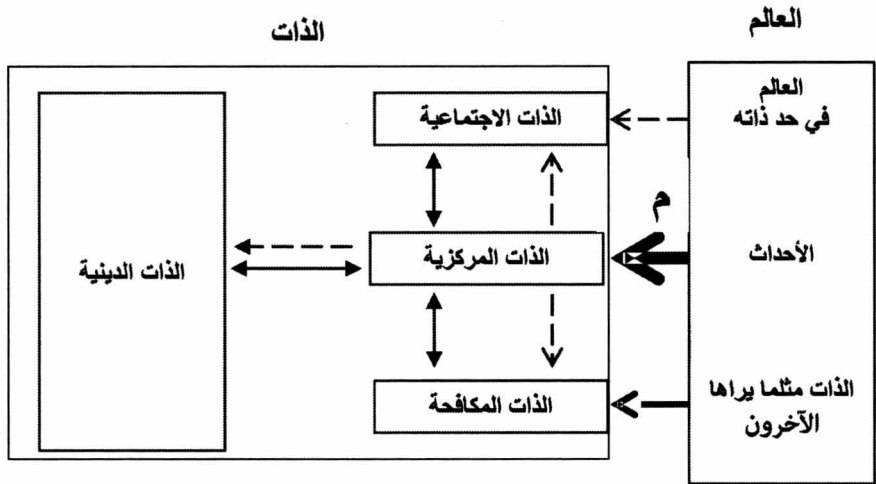 العالم
الذات
العالم
في حد ذاته
الذات الاجتماعية
م
الأحداث
الذات المركزية
الذات الدينية
الذات مثلما يراها
الآخرون
الذات المكافحة